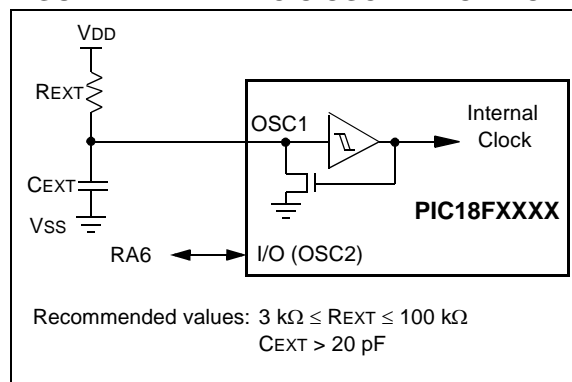 VDD
REXT
OSC1
Internal
Clock
CEXT
VSS
PIC18FXXXX
RA6
I/O (OSC2)
Recommended values: 3 kΩ ≤ REXT ≤ 100 kΩ
CEXT > 20 pF